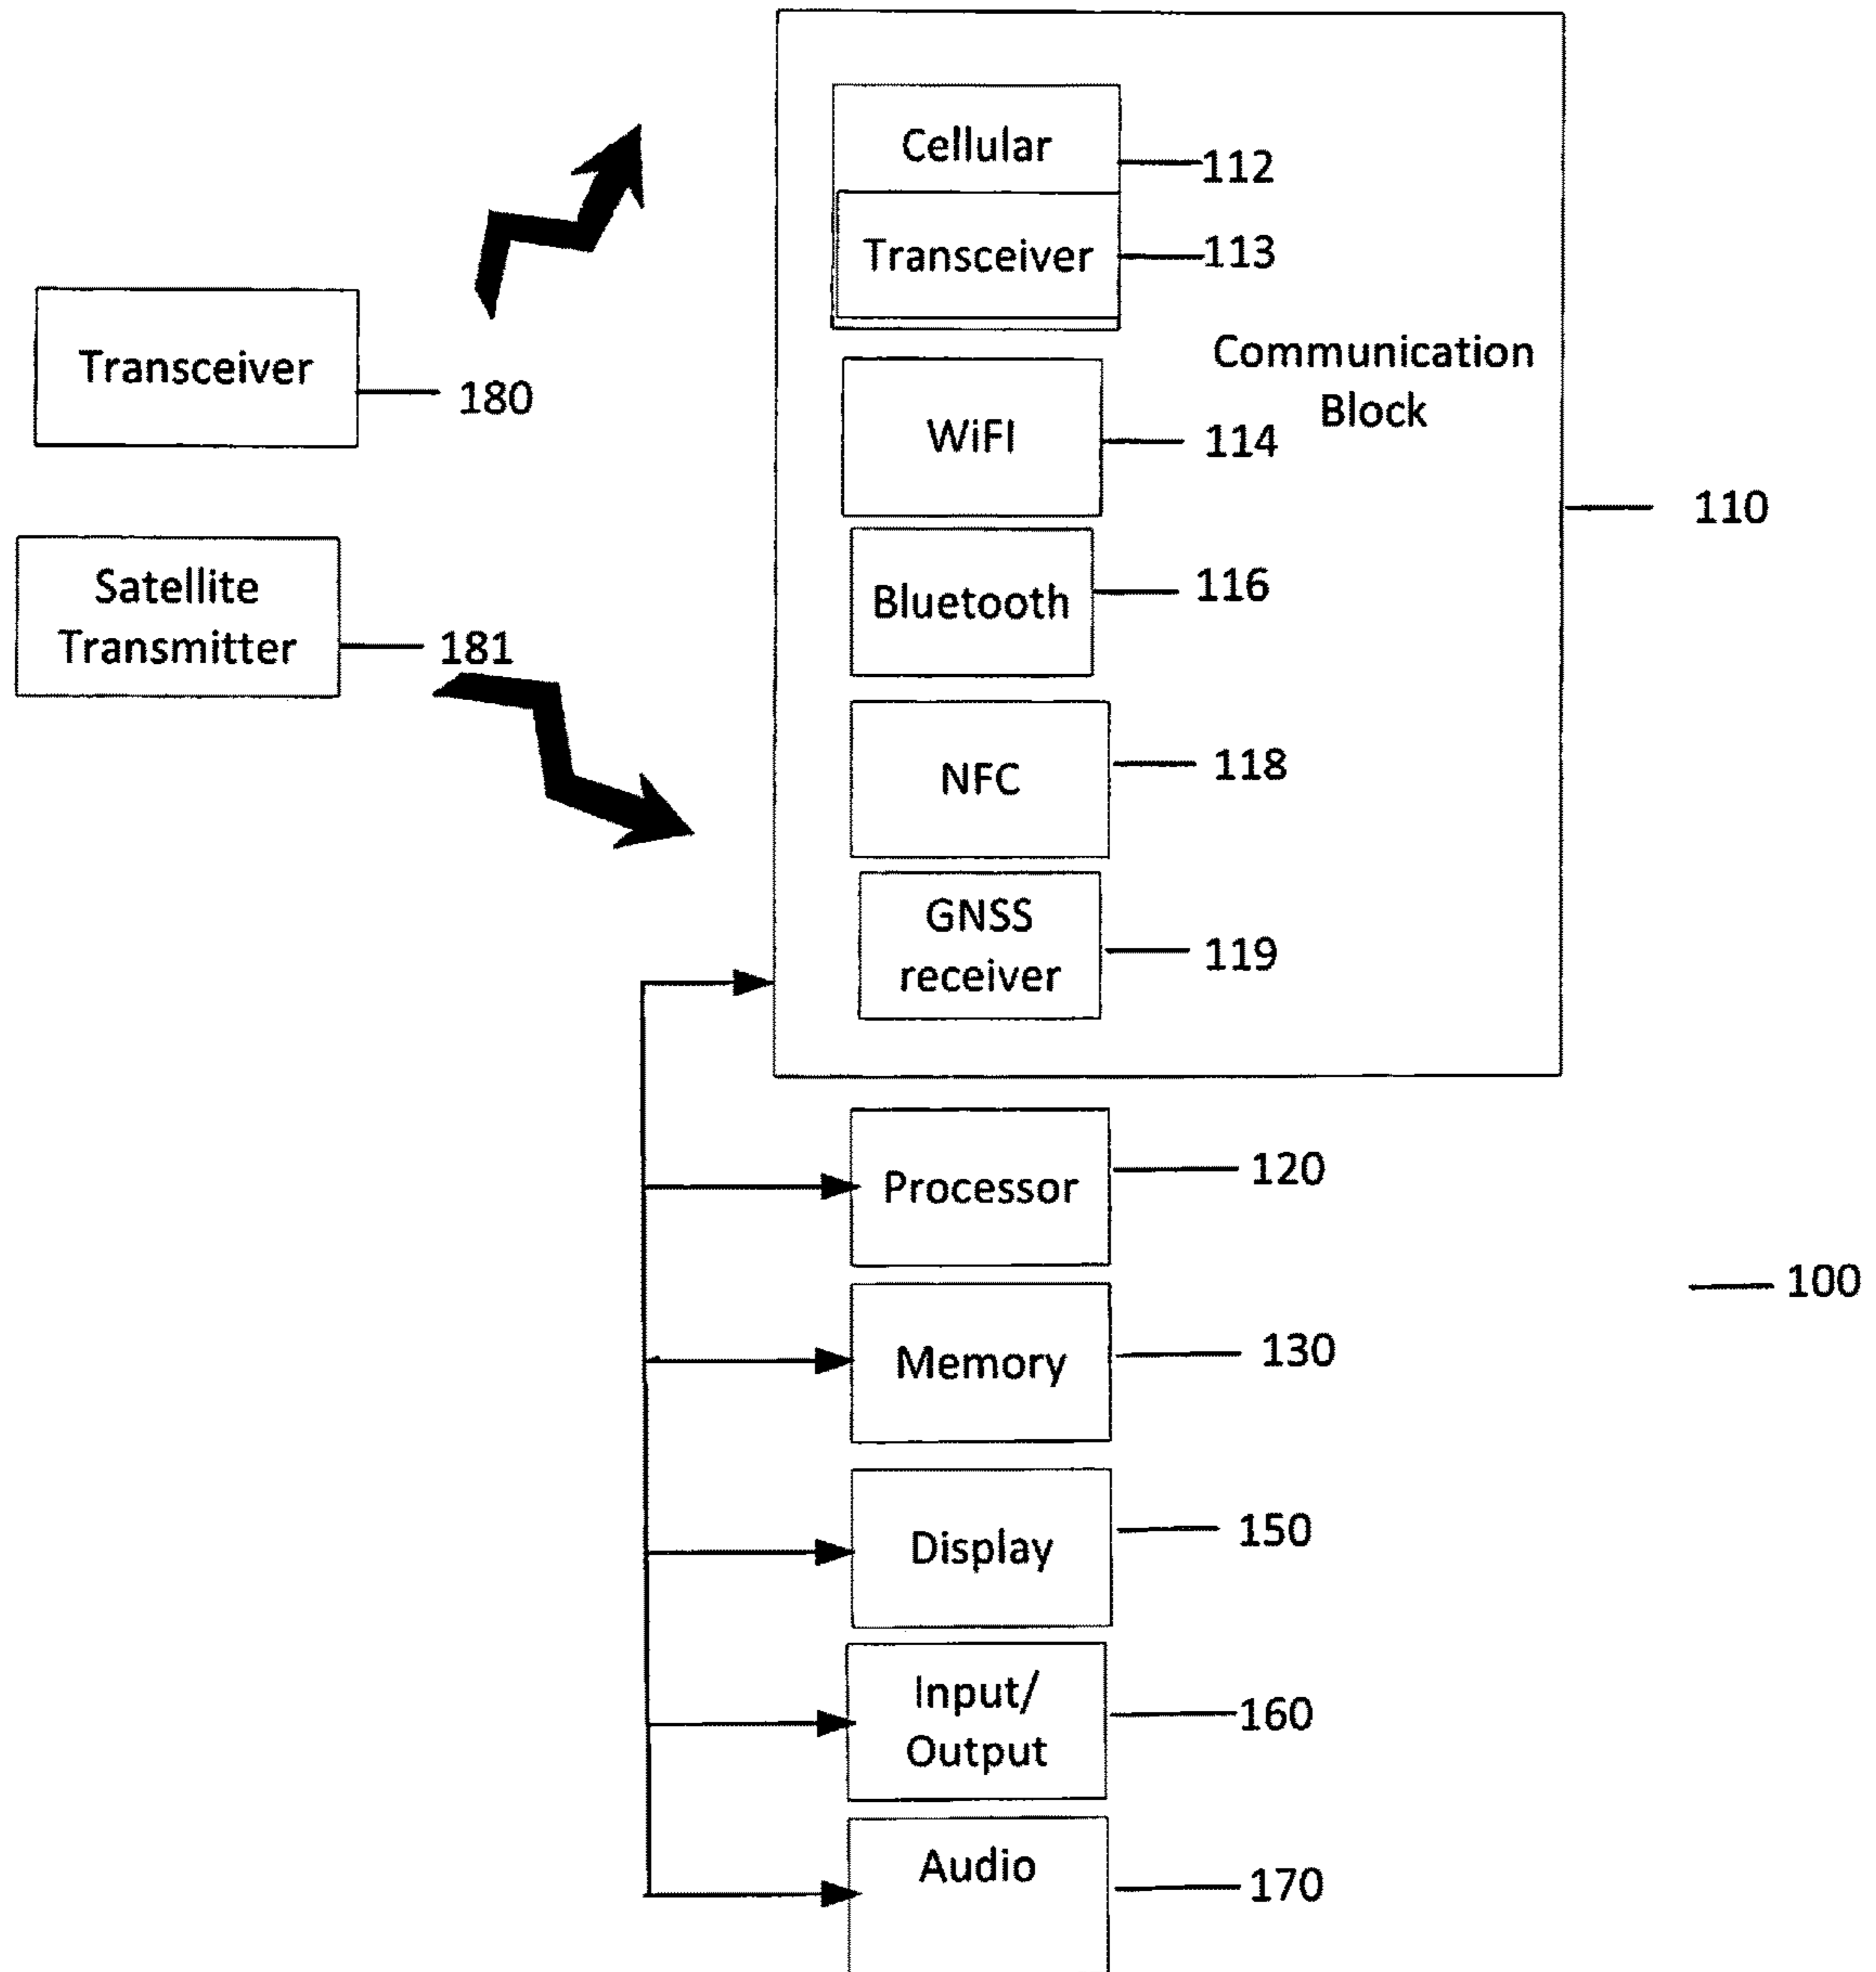 Cellular
112
Transceiver
113
Transceiver
180
Communication
Block
WiFI
114
110
Satellite
Transmitter
181
Bluetooth
116
NFC
118
GNSS
receiver
119
Processor
120
100
Memory
130
Display
150
Input/
Output
160
Audio
170